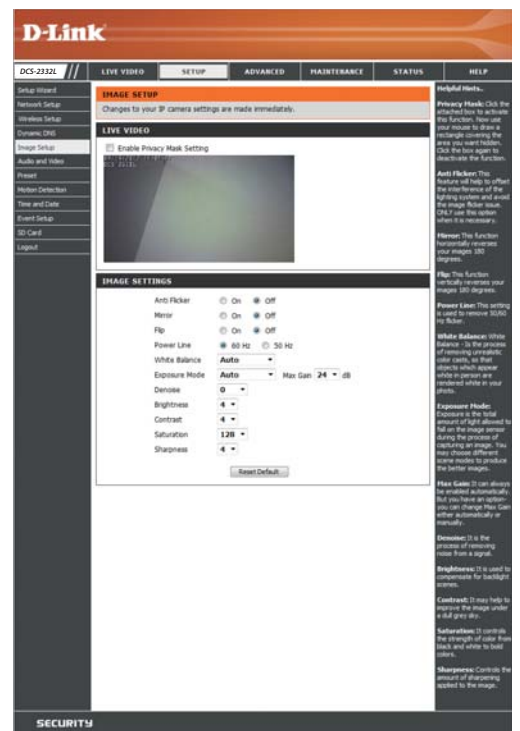 D-Link
DCS-2332L
LIVE VIDEO
SETUP
ADVANCED
MAINTENANCE
STATUS
HELP
Setup Wizard
Network Setup
Wireless Setup
Dynamic DNS
Image Setup
Audio and Video
Preset
Motion Detection
Time and Date
Event Setup
SD Card
Logout
IMAGE SETUP
Changes to your IP camera settings are made immediately.
LIVE VIDEO
Enable Privacy Mask Setting
IMAGE SETTINGS
Anti Flicker On Off
Mirror On Off
Flip On Off
Power Line 60 Hz 50 Hz
White Balance Auto
Exposure Mode Auto Max Gain 24 dB
Denoise 0
Brightness 4
Contrast 4
Saturation 128
Sharpness 4
Reset Default
Helpful Hints..
Privacy Mask: Click the
attached box to activate
this function. Now use
your mouse to draw a
rectangle covering the
area you want hidden.
Click the box again to
deactivate the function.
Anti Flicker: This
feature will help to offset
the interference of the
lighting system and avoid
the image flicker issue.
ONLY use this option
when it is necessary.
Mirror: This function
horizontally reverses
your images 180
degrees.
Flip: This function
vertically reverses your
images 180 degrees.
Power Line: This setting
is used to remove 50/60
Hz flicker.
White Balance: White
Balance - Is the process
of removing unrealistic
color casts, so that
objects which appear
white in person are
rendered white in your
photo.
Exposure Mode:
Exposure is the total
amount of light allowed to
fall on the image sensor
during the process of
capturing an image. You
may choose different
scene modes to produce
the better images.
Max Gain: It can always
be enabled automatically.
But you have an option-
you can change Max Gain
either automatically or
manually.
Denoise: It is the
process of removing
noise from a signal.
Brightness: It is used to
compensate for backlight
scenes.
Contrast: It may help to
improve the image under
a dull grey sky.
Saturation: It controls
the strength of color from
black and white to bold
colors.
Sharpness: Controls the
amount of sharpening
applied to the image.
SECURITY